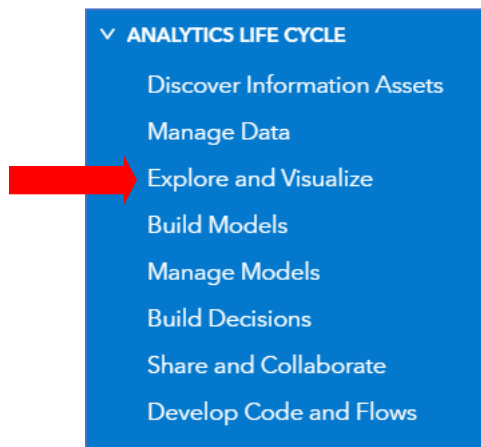 ANALYTICS LIFE CYCLE
Discover Information Assets
Manage Data
Explore and Visualize
Build Models
Manage Models
Build Decisions
Share and Collaborate
Develop Code and Flows